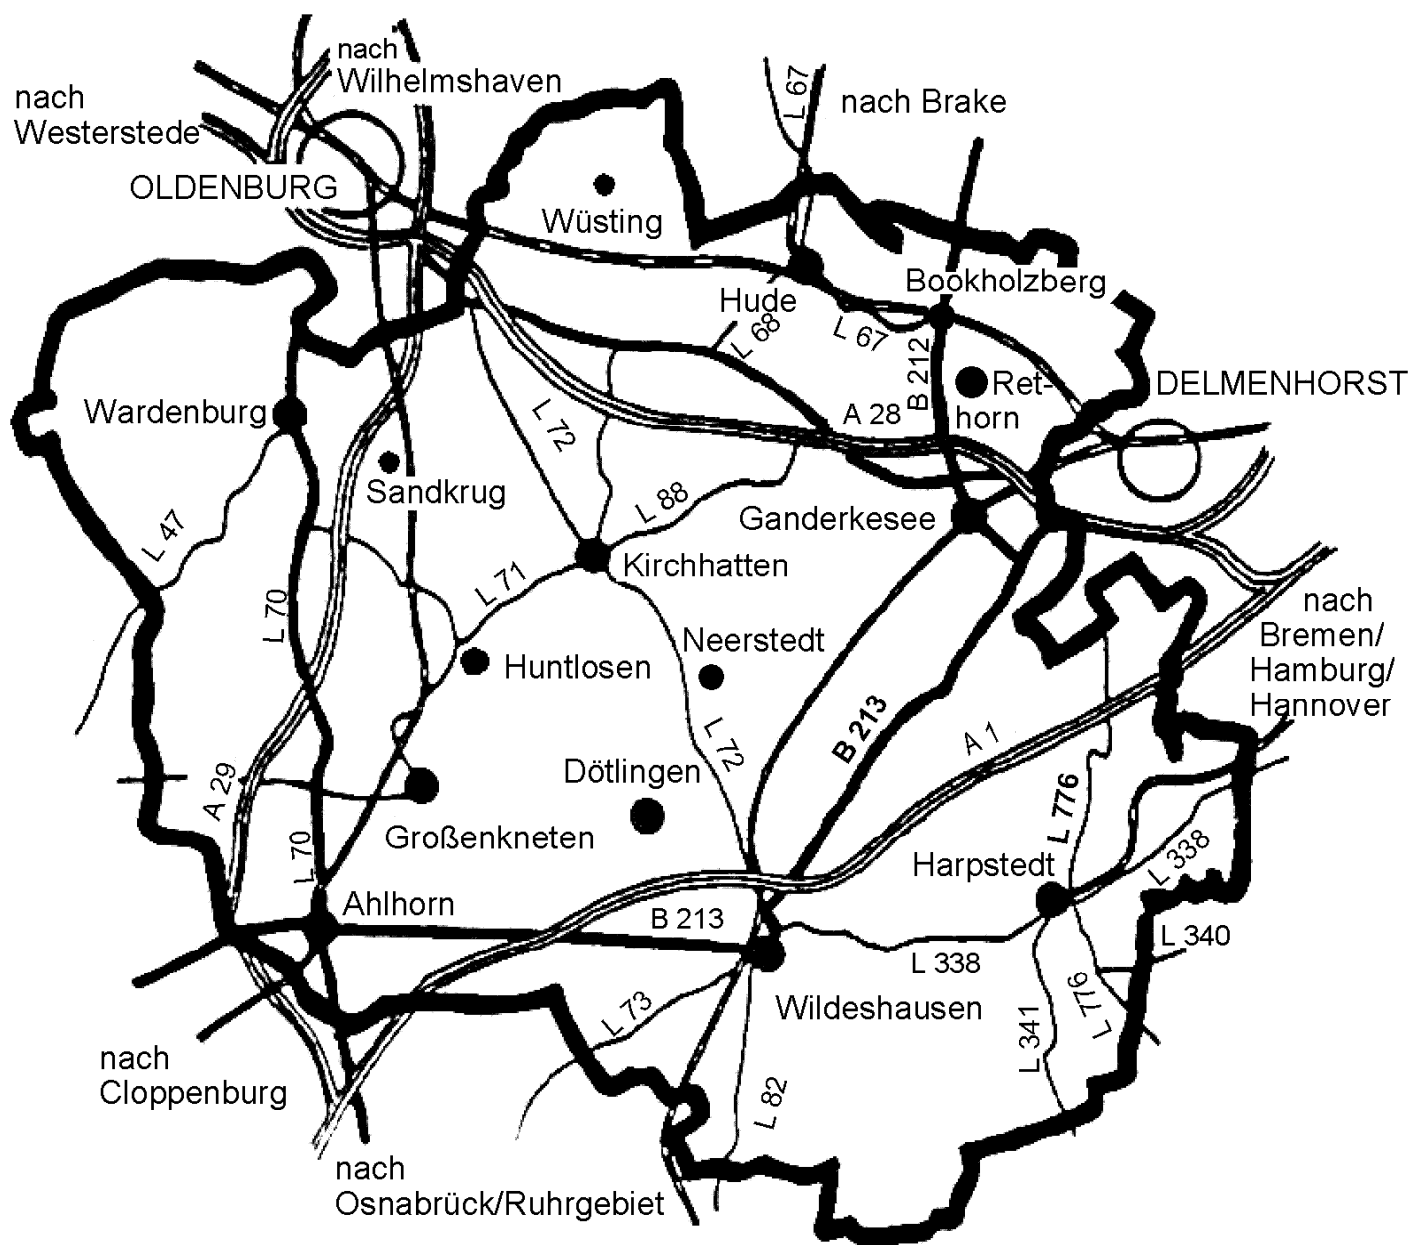 nach
Wilhelmshaven
nach
Westerstede
L 67
nach Brake
OLDENBURG
Wüsting
Bookholzberg
Hude
L 68
L 67
B 212
Ret-
horn
DELMENHORST
Wardenburg
A 28
L 72
Sandkrug
L 88
Ganderkesee
L 47
Kirchhatten
L 71
L 70
nach
Bremen/
Hamburg/
Hannover
Neerstedt
Huntlosen
B 213
A 1
L 72
Dötlingen
A 29
L 776
Großenkneten
L 70
Harpstedt
L 338
Ahlhorn
B 213
L 340
L 338
Wildeshausen
L 73
L 776
L 341
nach
Cloppenburg
L 82
nach
Osnabrück/Ruhrgebiet